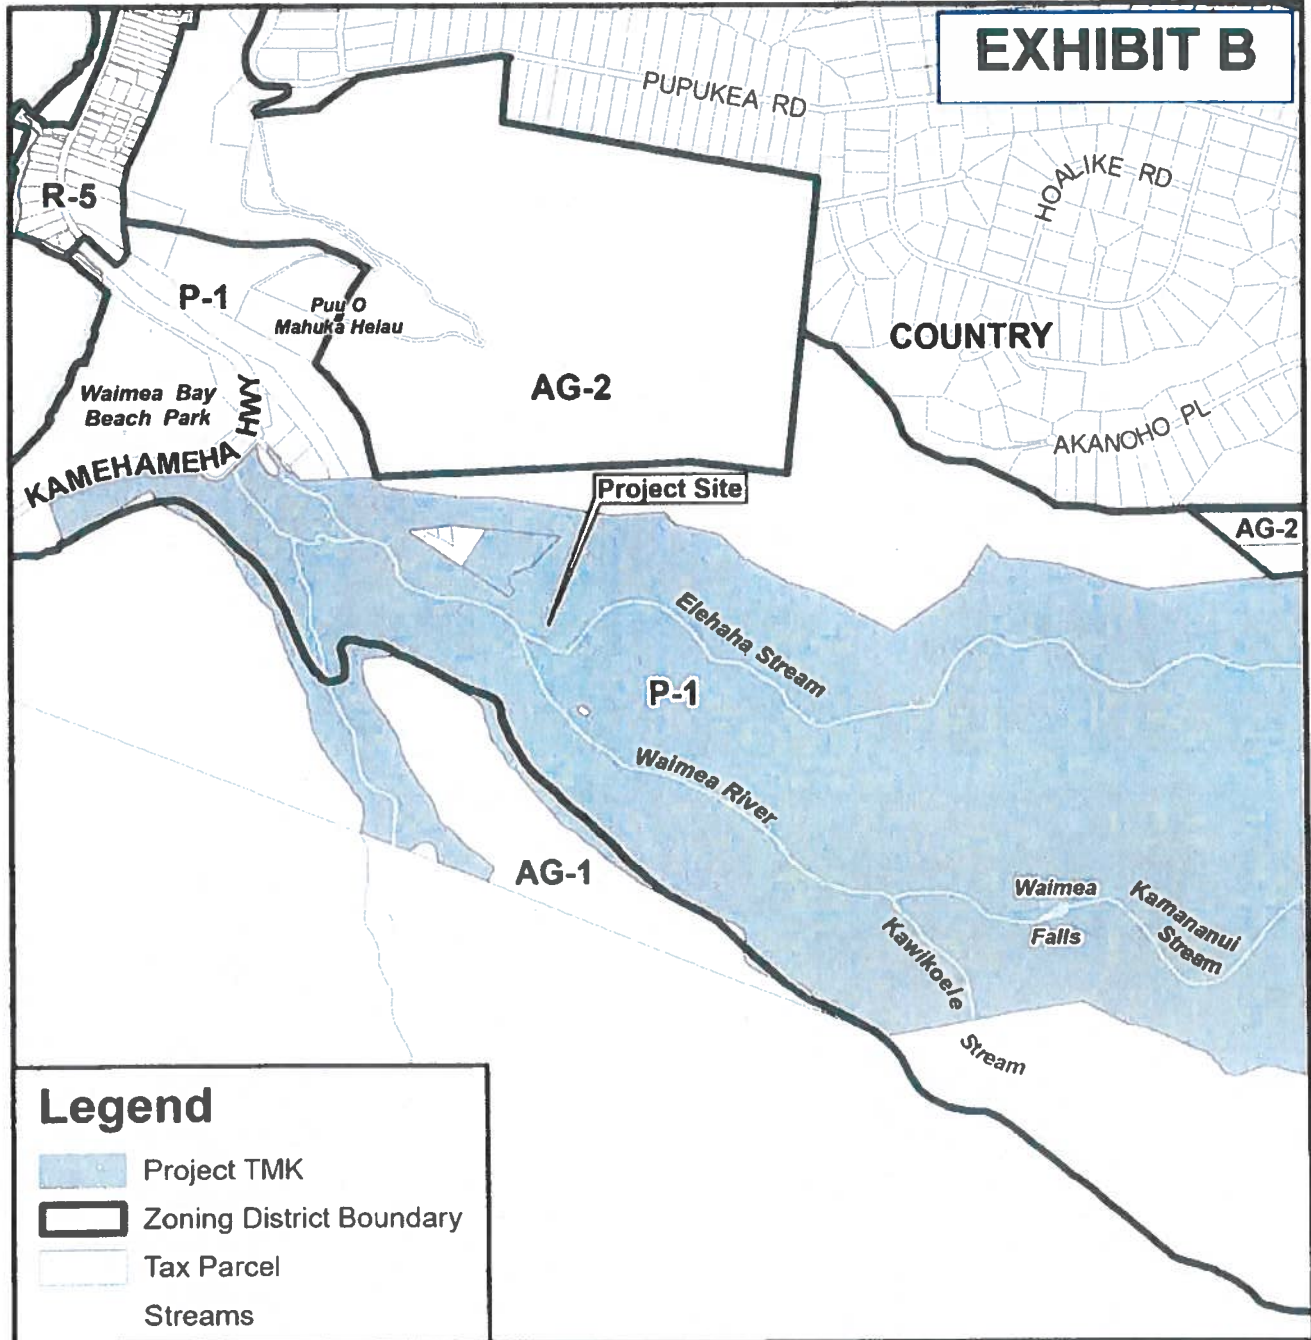 EXHIBIT B
PUPUKEA RD
HOALIKE RD
R-5
P-1
Puu O
Mahuka Heiau
COUNTRY
AG-2
Waimea Bay
Beach Park
KAMEHAMEHA HWY
AKANOHO PL
Project Site
AG-2
Elehaha Stream
P-1
Waimea River
AG-1
Waimea
Falls
Kamananui
Stream
Kawikoele
Stream
Legend
Project TMK
Zoning District Boundary
Tax Parcel
Streams